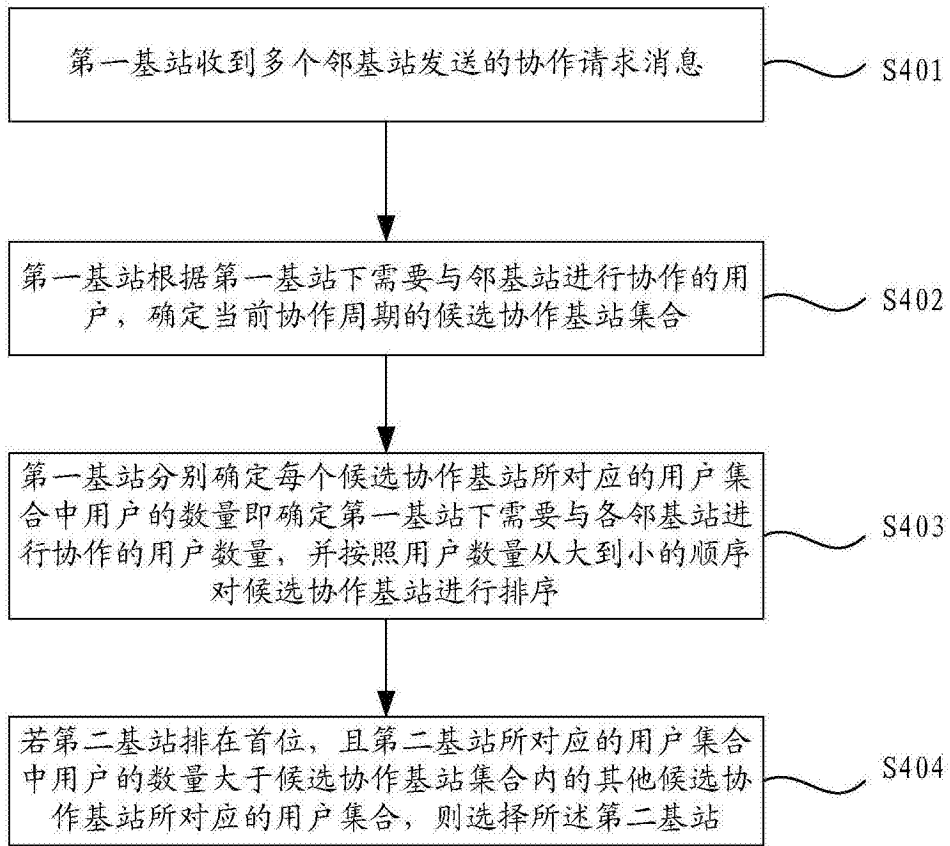 第一基站收到多个邻基站发送的协作请求消息
S401
第一基站根据第一基站下需要与邻基站进行协作的用
户，确定当前协作周期的候选协作基站集合
S402
第一基站分别确定每个候选协作基站所对应的用户集
合中用户的数量即确定第一基站下需要与各邻基站进
行协作的用户数量，并按照用户数量从大到小的顺序
对候选协作基站进行排序
S403
若第二基站排在首位，且第二基站所对应的用户集合
中用户的数量大于候选协作基站集合内的其他候选协
作基站所对应的用户集合，则选择所述第二基站
S404